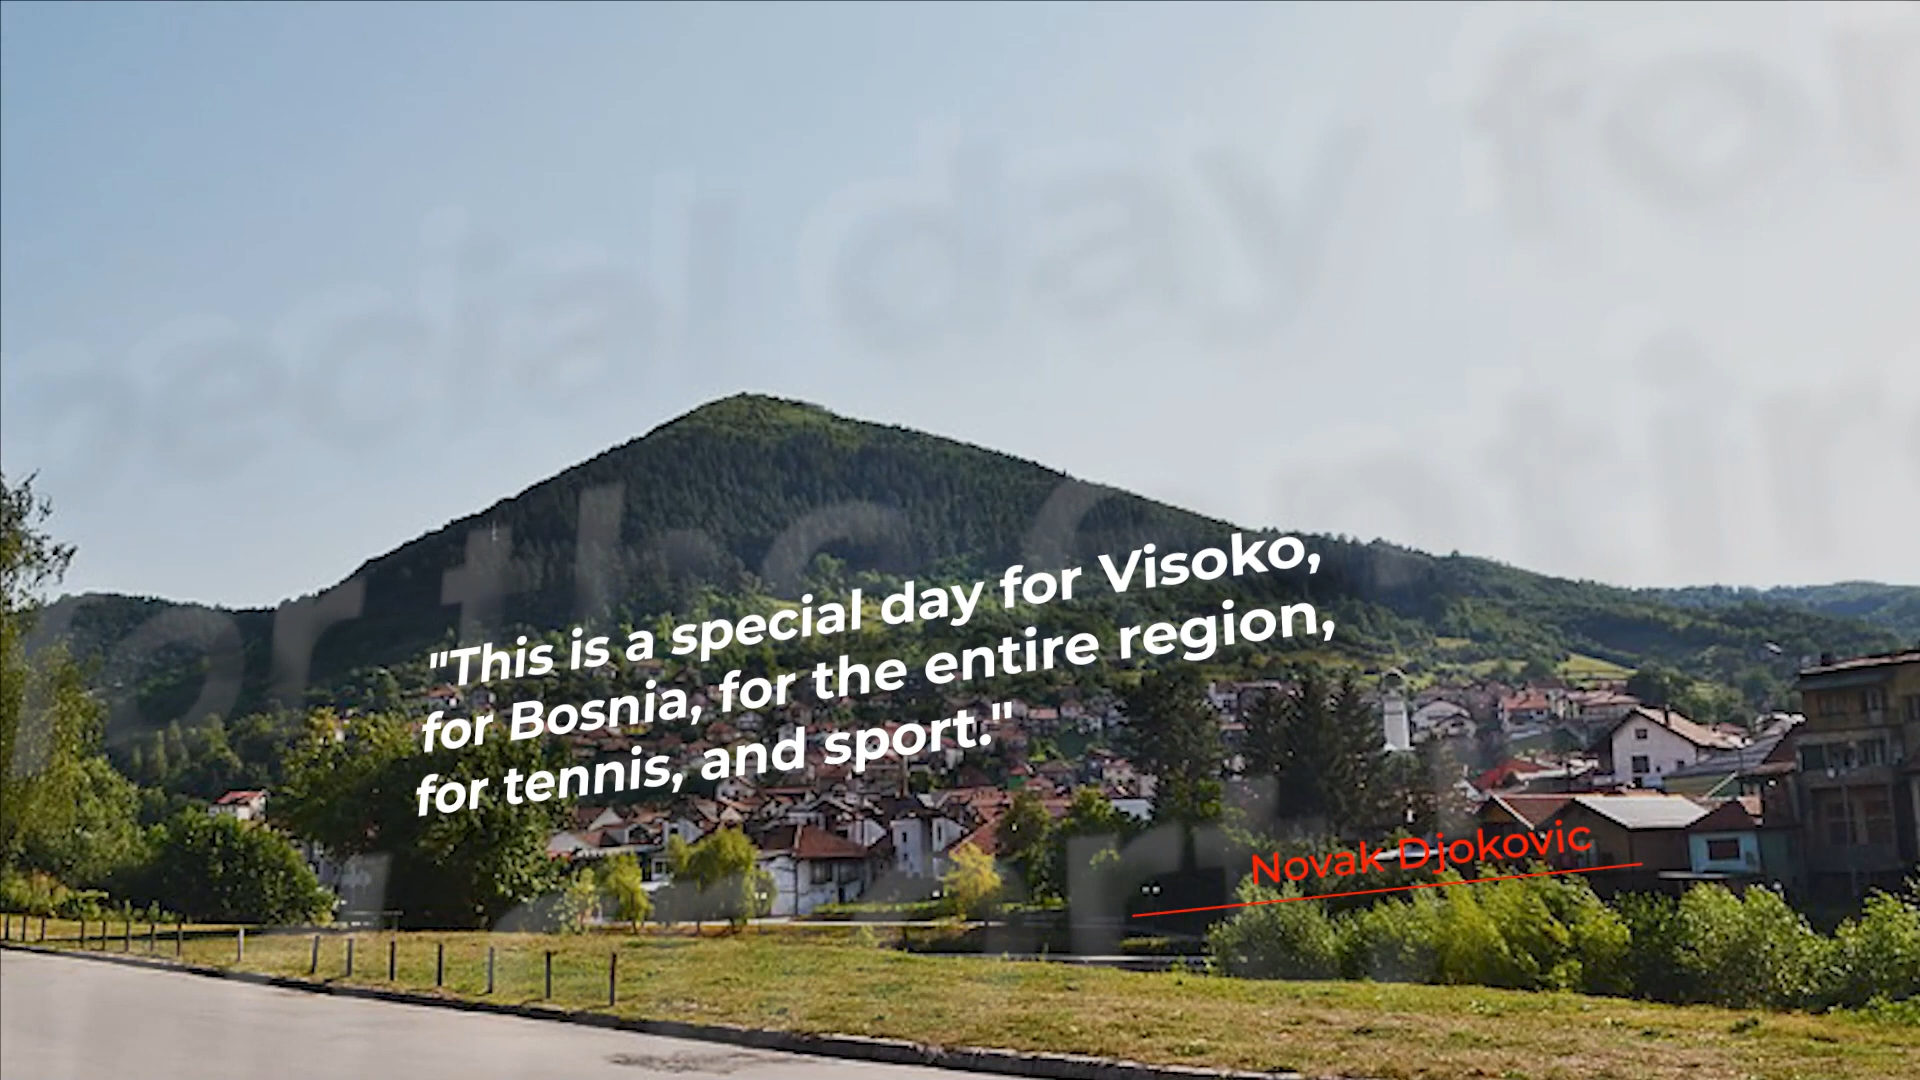 "This is a special day for Visoko,
for Bosnia, for the entire region,
for tennis, and sport."
Novak Djokovic